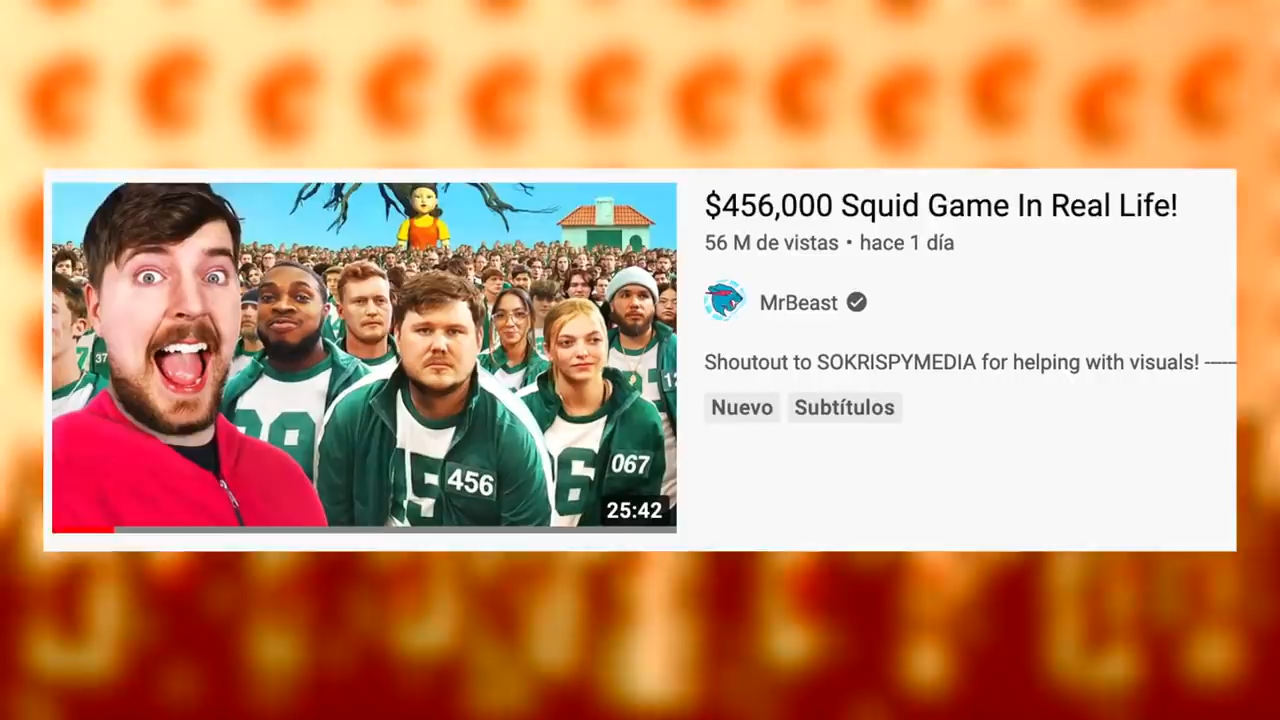 $456,000 Squid Game In Real Life!
56 M de vistas • hace 1 día
MrBeast
Shoutout to SOKRISPYMEDIA for helping with visuals! -----
Nuevo Subtítulos
37
456
067
25:42